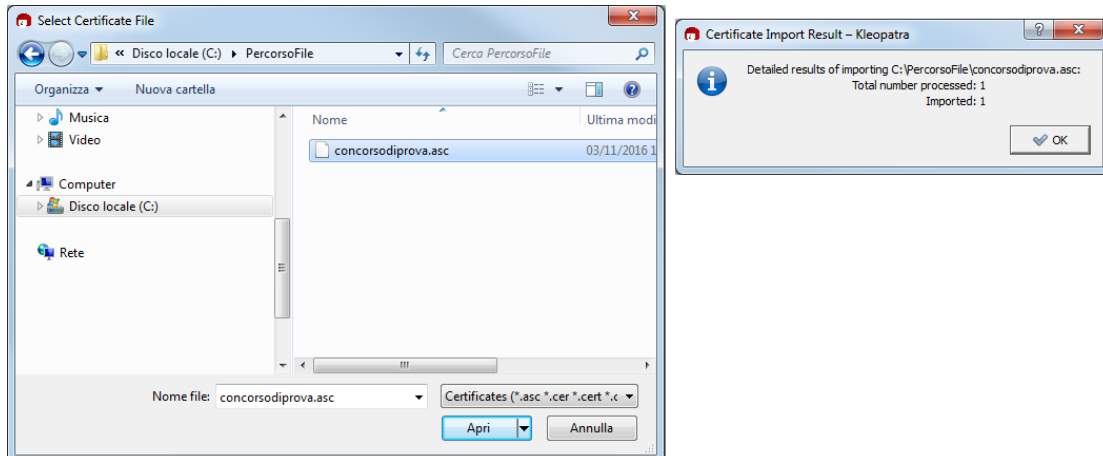 Select Certificate File
« Disco locale (C:) PercorsoFile
Cerca PercorsoFile
Organizza
Nuova cartella
Musica
Video
Computer
Disco locale (C:)
Rete
Nome
Ultima modi
concorsodiprova.asc
03/11/2016 1
Nome file:
concorsodiprova.asc
Certificates (*.asc *.cer *.cert *.c
Apri
Annulla
Certificate Import Result – Kleopatra
Detailed results of importing C:\PercorsoFile\concorsodiprova.asc:
Total number processed: 1
Imported: 1
OK